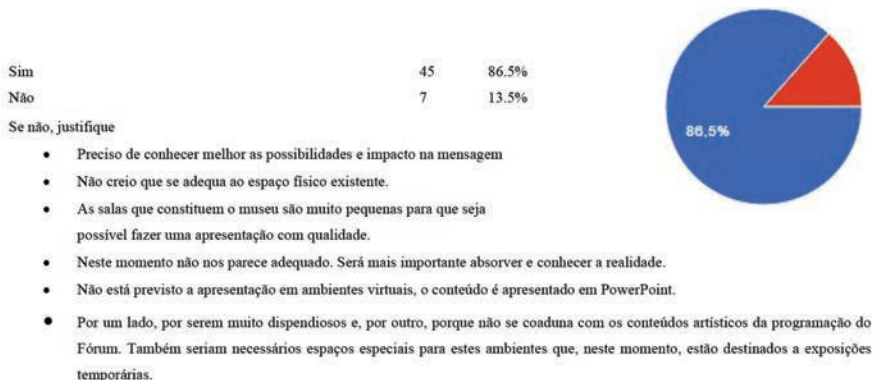 Sim 45 86.5%
Não 7 13.5%
86,5%
Se não, justifique
• Preciso de conhecer melhor as possibilidades e impacto na mensagem
• Não creio que se adequa ao espaço físico existente.
• As salas que constituem o museu são muito pequenas para que seja
possível fazer uma apresentação com qualidade.
• Neste momento não nos parece adequado. Será mais importante absorver e conhecer a realidade.
• Não está previsto a apresentação em ambientes virtuais, o conteúdo é apresentado em PowerPoint.
• Por um lado, por serem muito dispendiosos e, por outro, porque não se coaduna com os conteúdos artísticos da programação do
Fórum. Também seriam necessários espaços especiais para estes ambientes que, neste momento, estão destinados a exposições
temporárias.